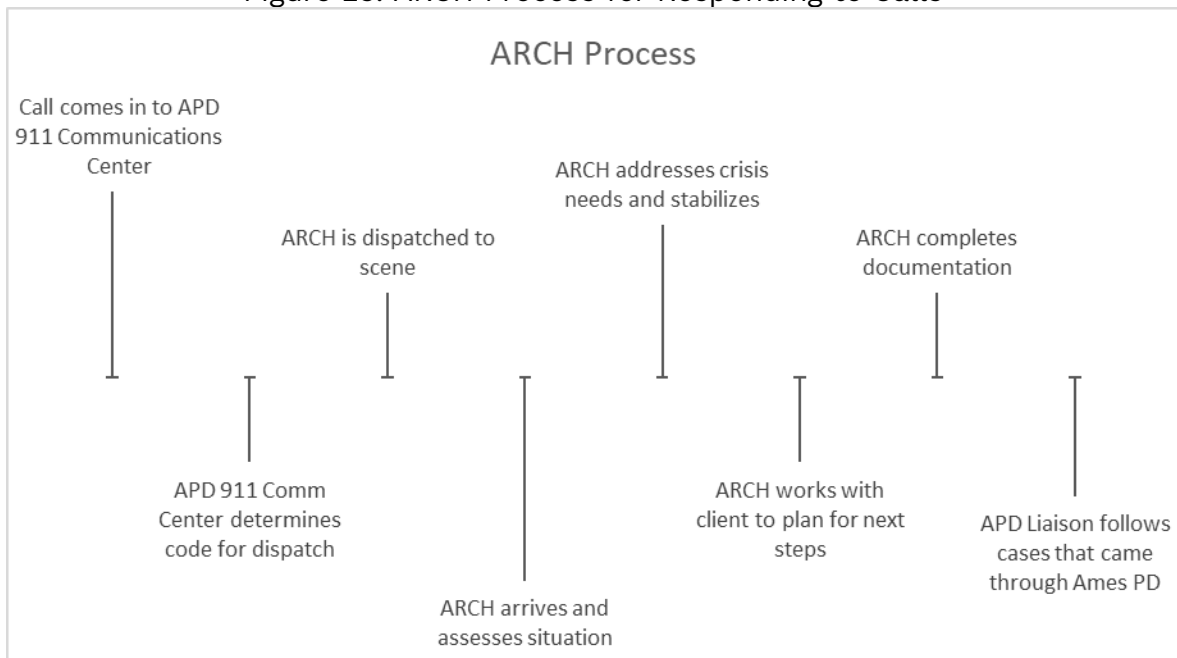 ARCH Process
Call comes in to APD
911 Communications
Center
APD 911 Comm
Center determines
code for dispatch
ARCH is dispatched to
scene
ARCH arrives and
assesses situation
ARCH addresses crisis
needs and stabilizes
ARCH works with
client to plan for next
steps
ARCH completes
documentation
APD Liaison follows
cases that came
through Ames PD